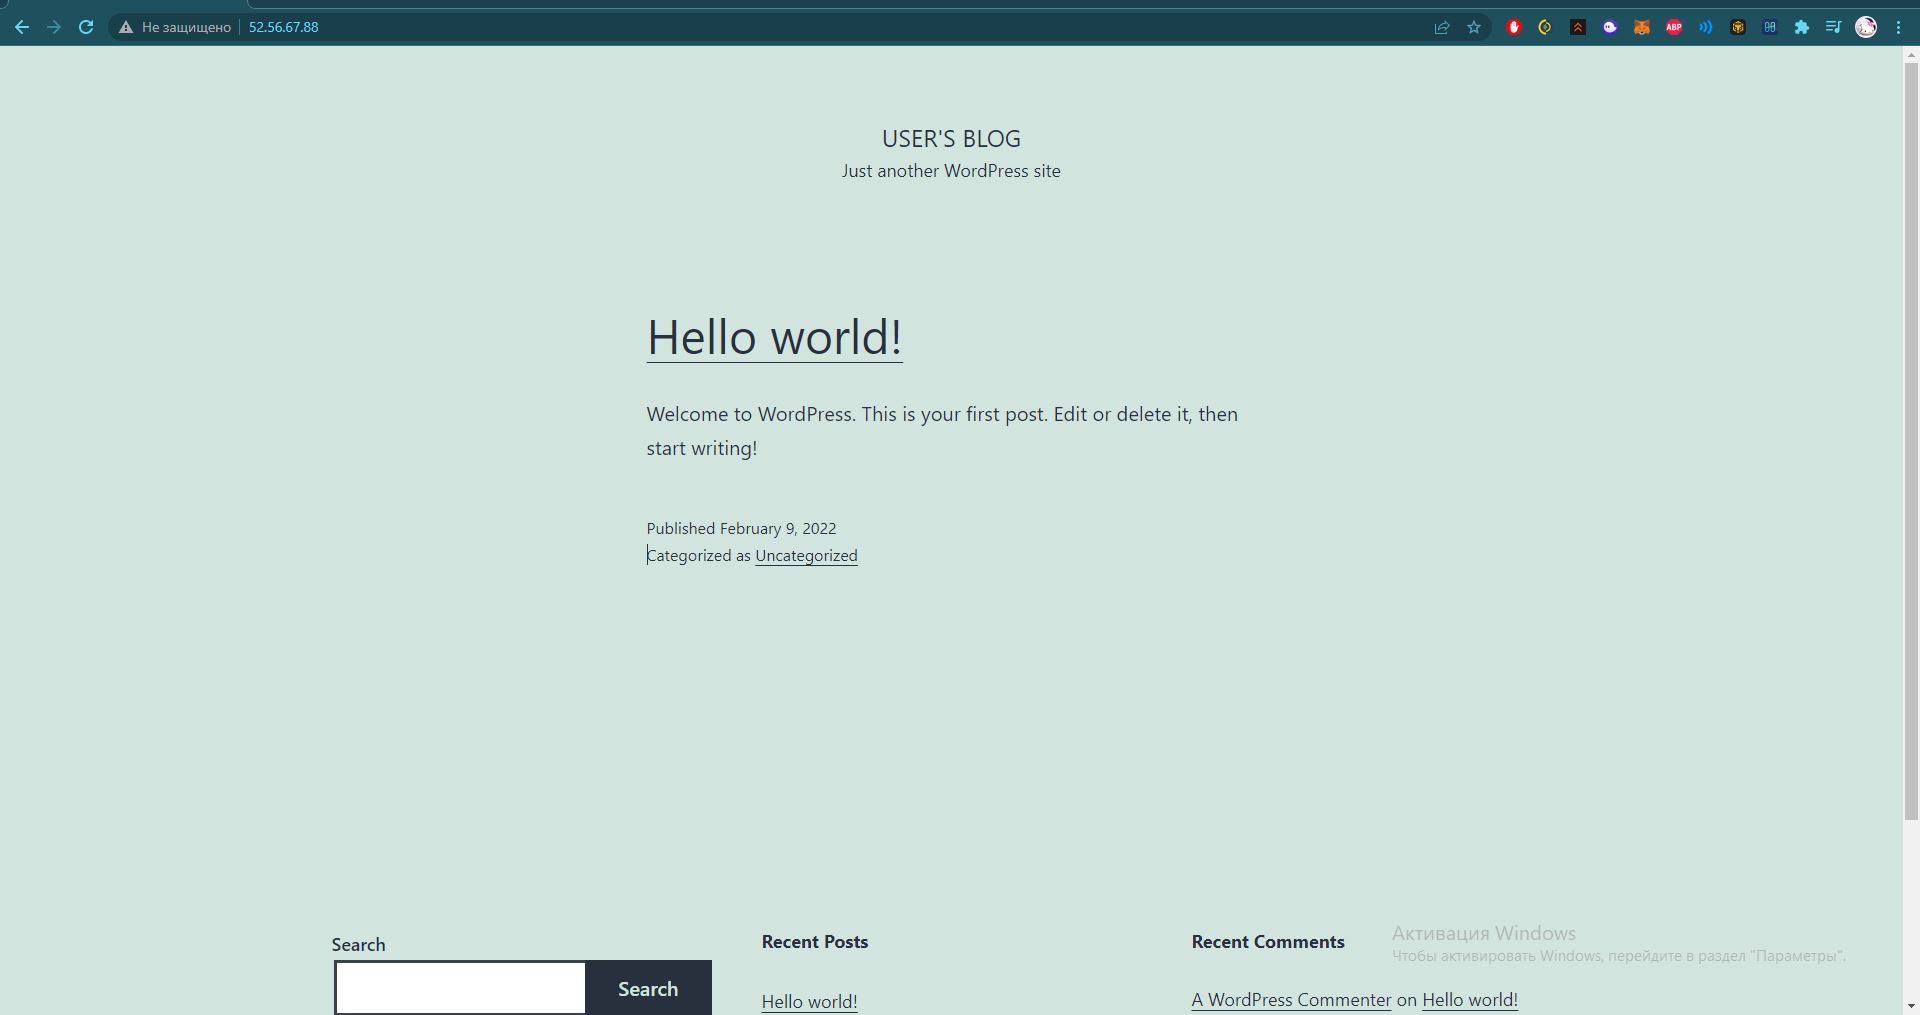 Не защищено 52.56.67.88
ABP
USER'S BLOG
Just another WordPress site
Hello world!
Welcome to WordPress. This is your first post. Edit or delete it, then
start writing!
Published February 9, 2022
Categorized as Uncategorized
Search
Search
Recent Posts
Hello world!
Recent Comments
A WordPress Commenter on Hello world!
Активация Windows
Чтобы активировать Windows, перейдите в раздел "Параметры".